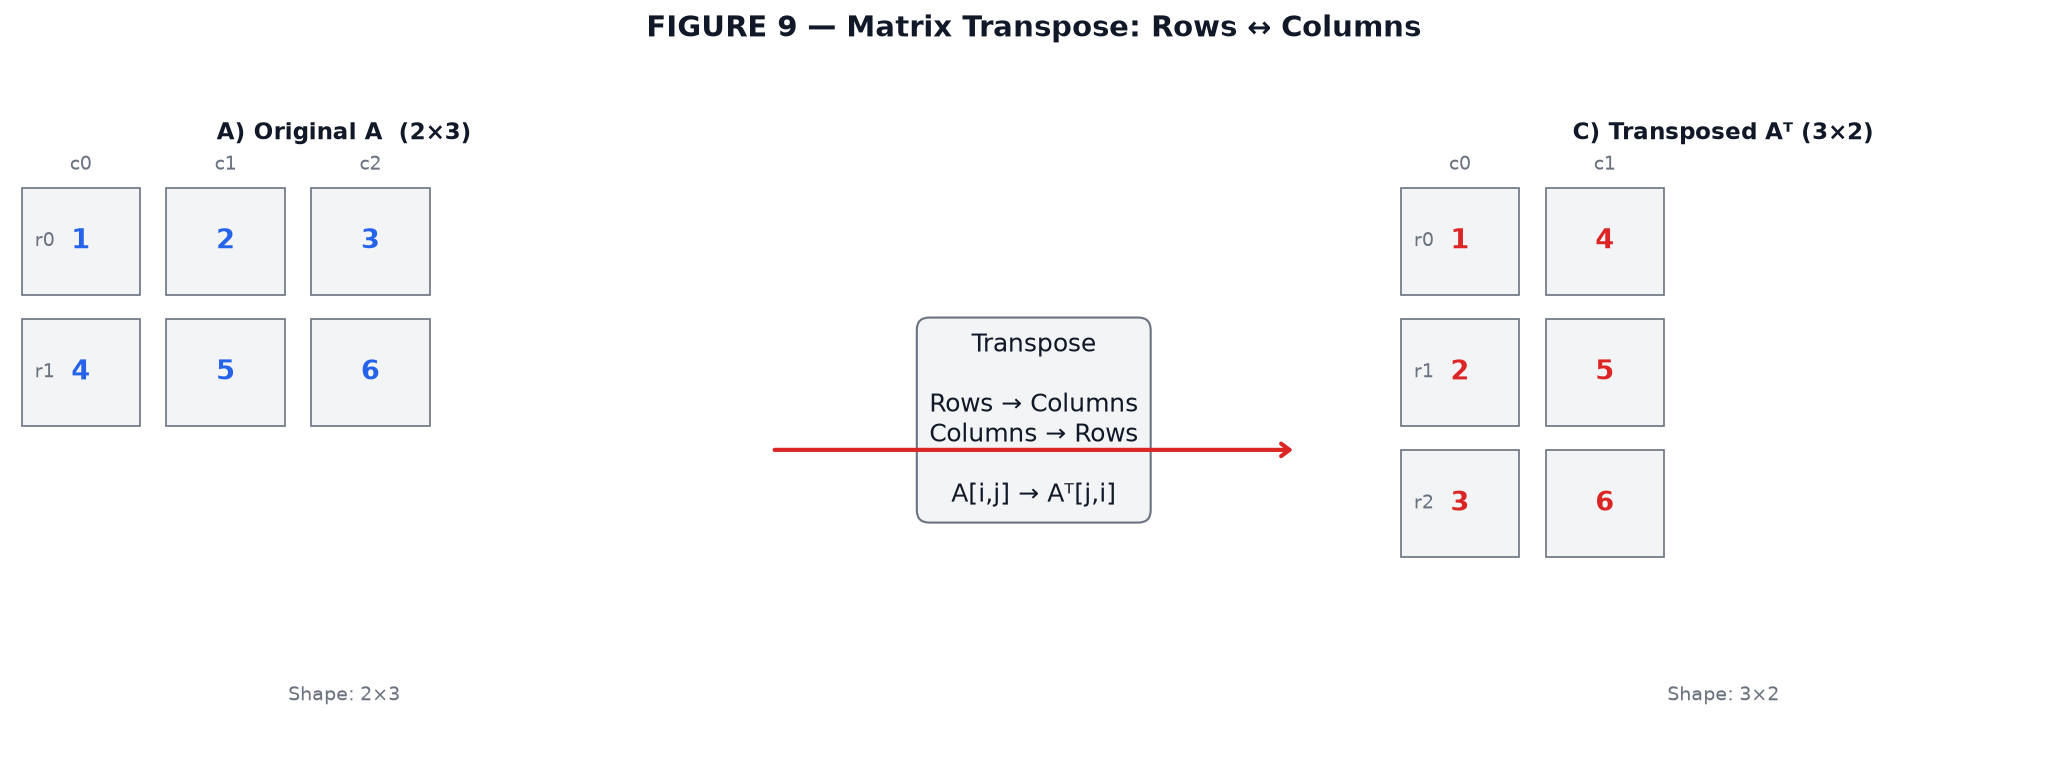 FIGURE 9 — Matrix Transpose: Rows ↔ Columns
A) Original A  (2×3)
c0 c1 c2
r0 1 2 3
r1 4 5 6
Shape: 2×3
Transpose
Rows → Columns
Columns → Rows
A[i,j] → Aᵀ[j,i]
C) Transposed Aᵀ (3×2)
c0 c1
r0 1 4
r1 2 5
r2 3 6
Shape: 3×2